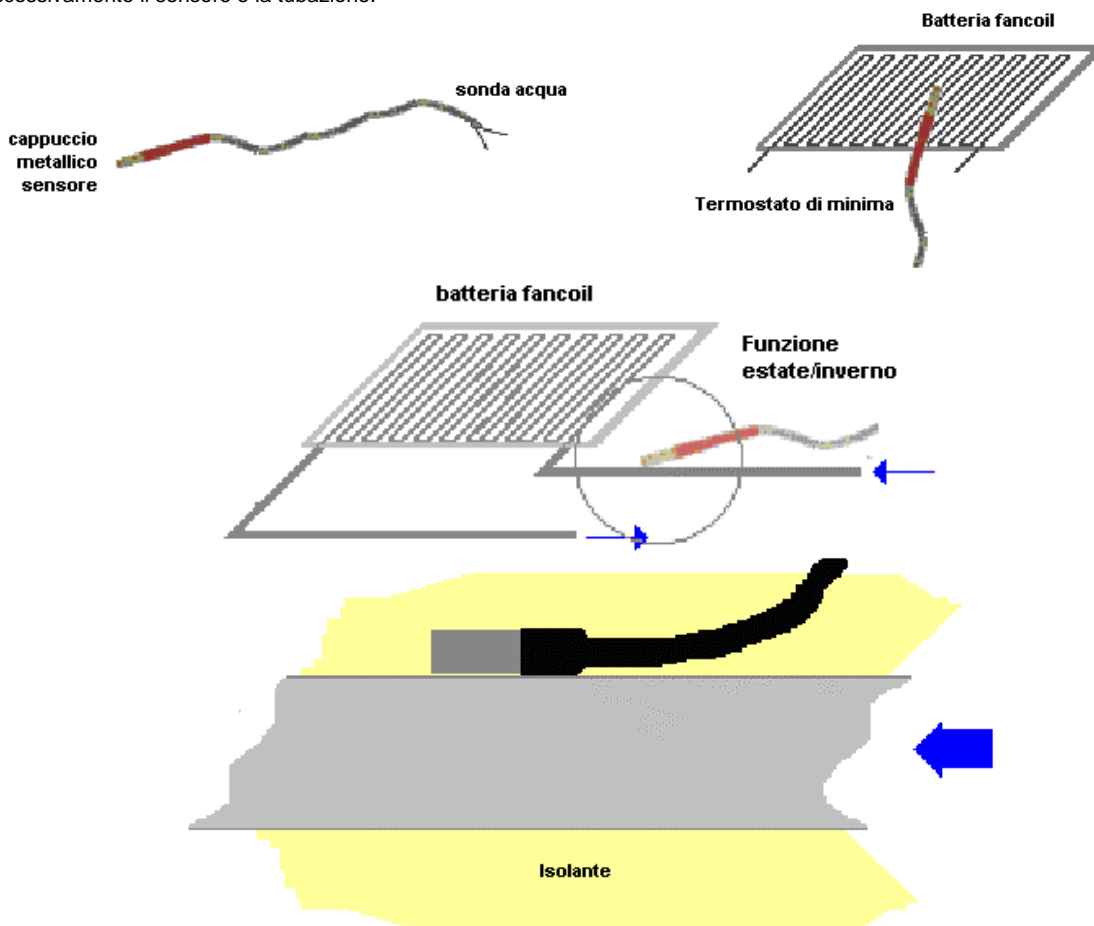 Batteria fancoil
sonda acqua
cappuccio
metallico
sensore
Termostato di minima
batteria fancoil
Funzione
estate/inverno
Isolante